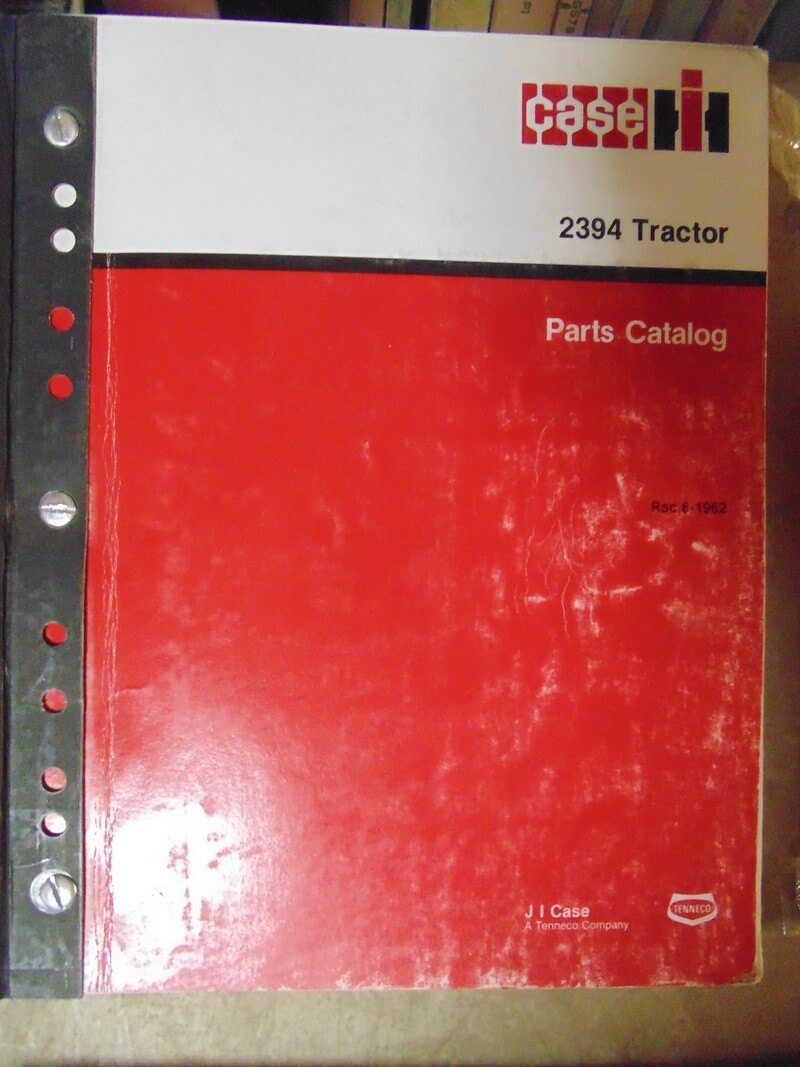 case IH
2394 Tractor
Parts Catalog
Rac 8-1962
J I Case
A Tenneco Company
TENNECO